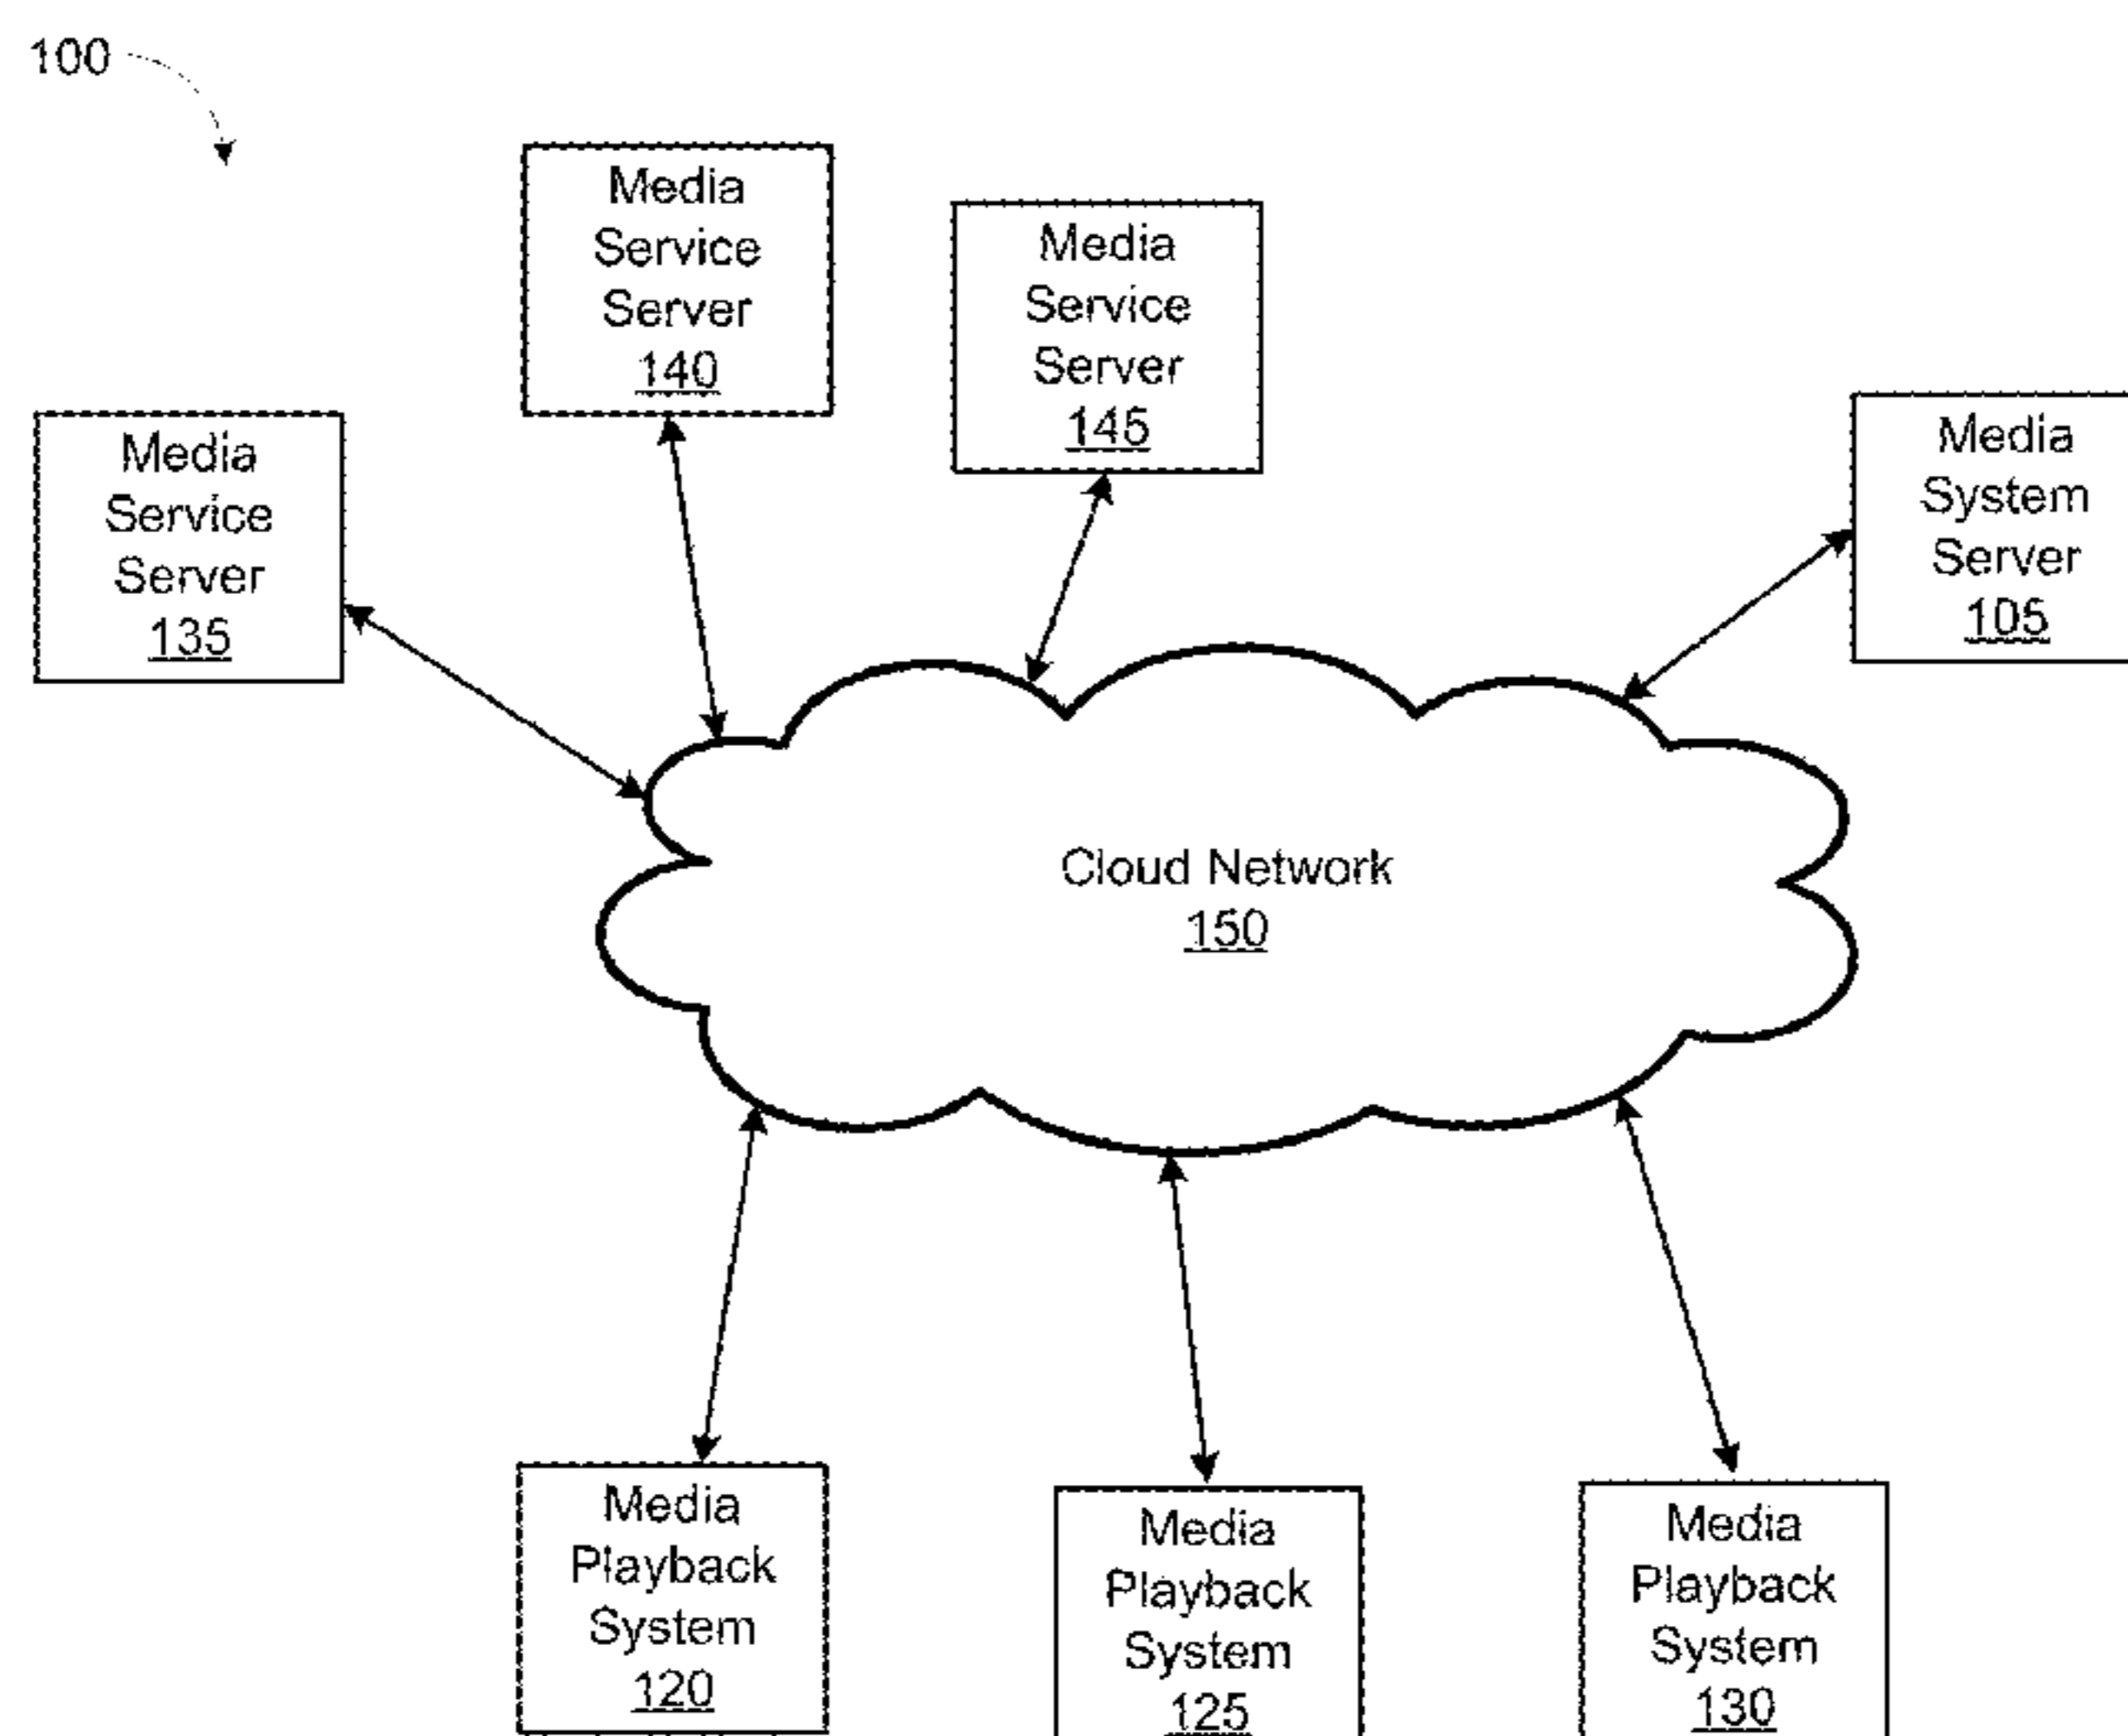 100
Media
Service
Server
140
Media
Service
Server
145
Media
Service
Server
135
Media
System
Server
105
Cloud Network
150
Media
Playback
System
120
Media
Playback
System
125
Media
Playback
System
130